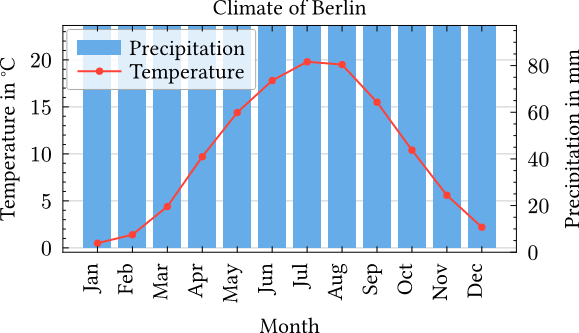 Climate of Berlin
Precipitation
Temperature
Temperature in °C
20
15
10
5
0
Precipitation in mm
80
60
40
20
0
Jan
Feb
Mar
Apr
May
Jun
Jul
Aug
Sep
Oct
Nov
Dec
Month